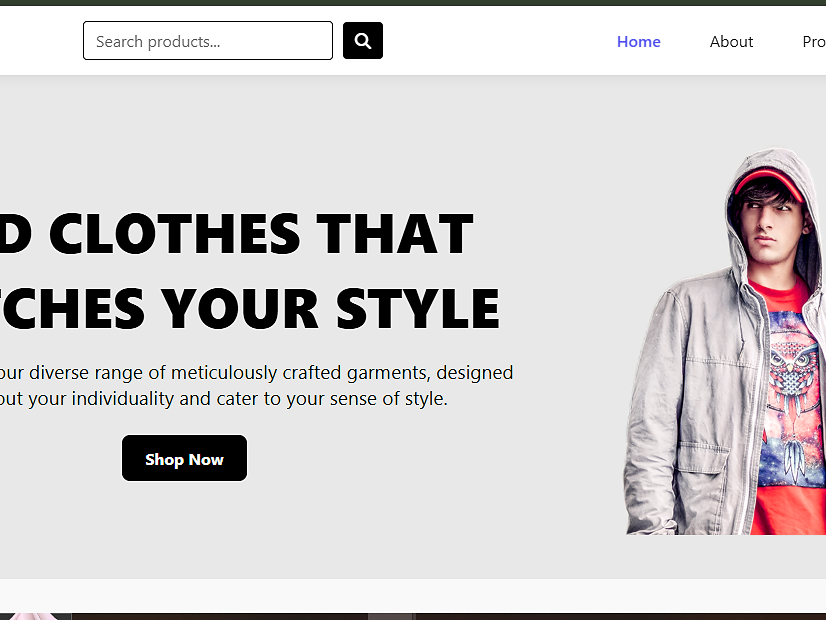 Search products...
Home
About
Pro
D CLOTHES THAT
TCHES YOUR STYLE
our diverse range of meticulously crafted garments, designed
out your individuality and cater to your sense of style.
Shop Now